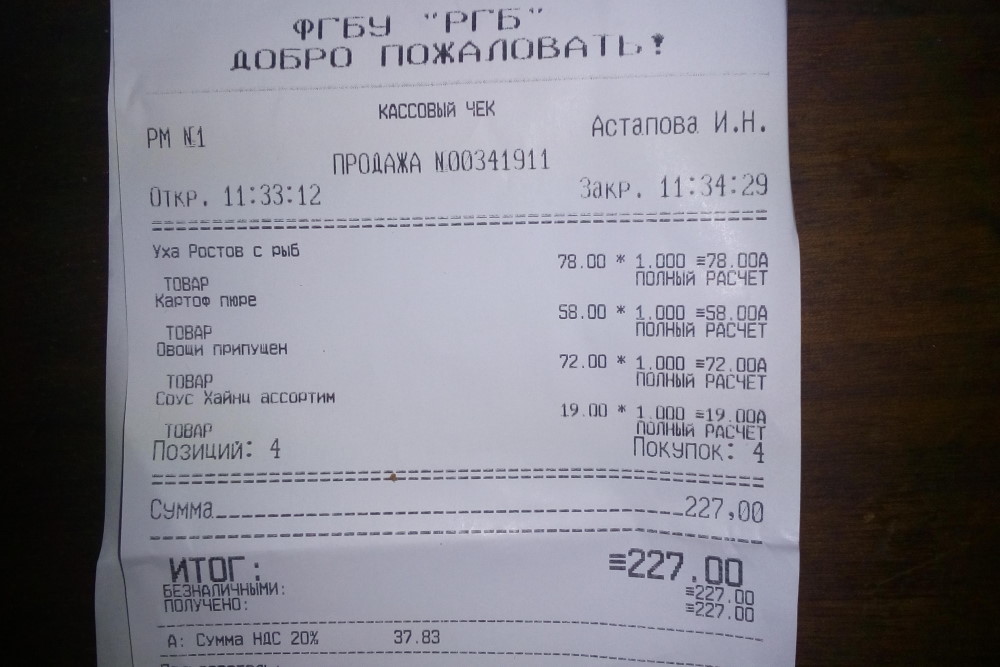 ФГБУ "РГБ"
ДОБРО ПОЖАЛОВАТЬ!
КАССОВЫЙ ЧЕК
РМ №1 Астапова И.Н.
ПРОДАЖА №00341911
Откр. 11:33:12 Закр. 11:34:29
Уха Ростов с рыб
78.00 * 1.000 ≡78.00А
ТОВАР ПОЛНЫЙ РАСЧЕТ
Картоф пюре
58.00 * 1.000 ≡58.00А
ТОВАР ПОЛНЫЙ РАСЧЕТ
Овощи припущен
72.00 * 1.000 ≡72.00А
ТОВАР ПОЛНЫЙ РАСЧЕТ
Соус Хайнц ассортим
19.00 * 1.000 ≡19.00А
ТОВАР ПОЛНЫЙ РАСЧЕТ
Позиций: 4 Покупок: 4
Сумма 227,00
ИТОГ: ≡227.00
БЕЗНАЛИЧНЫМИ: ≡227.00
ПОЛУЧЕНО: ≡227.00
А: Сумма НДС 20% 37.83